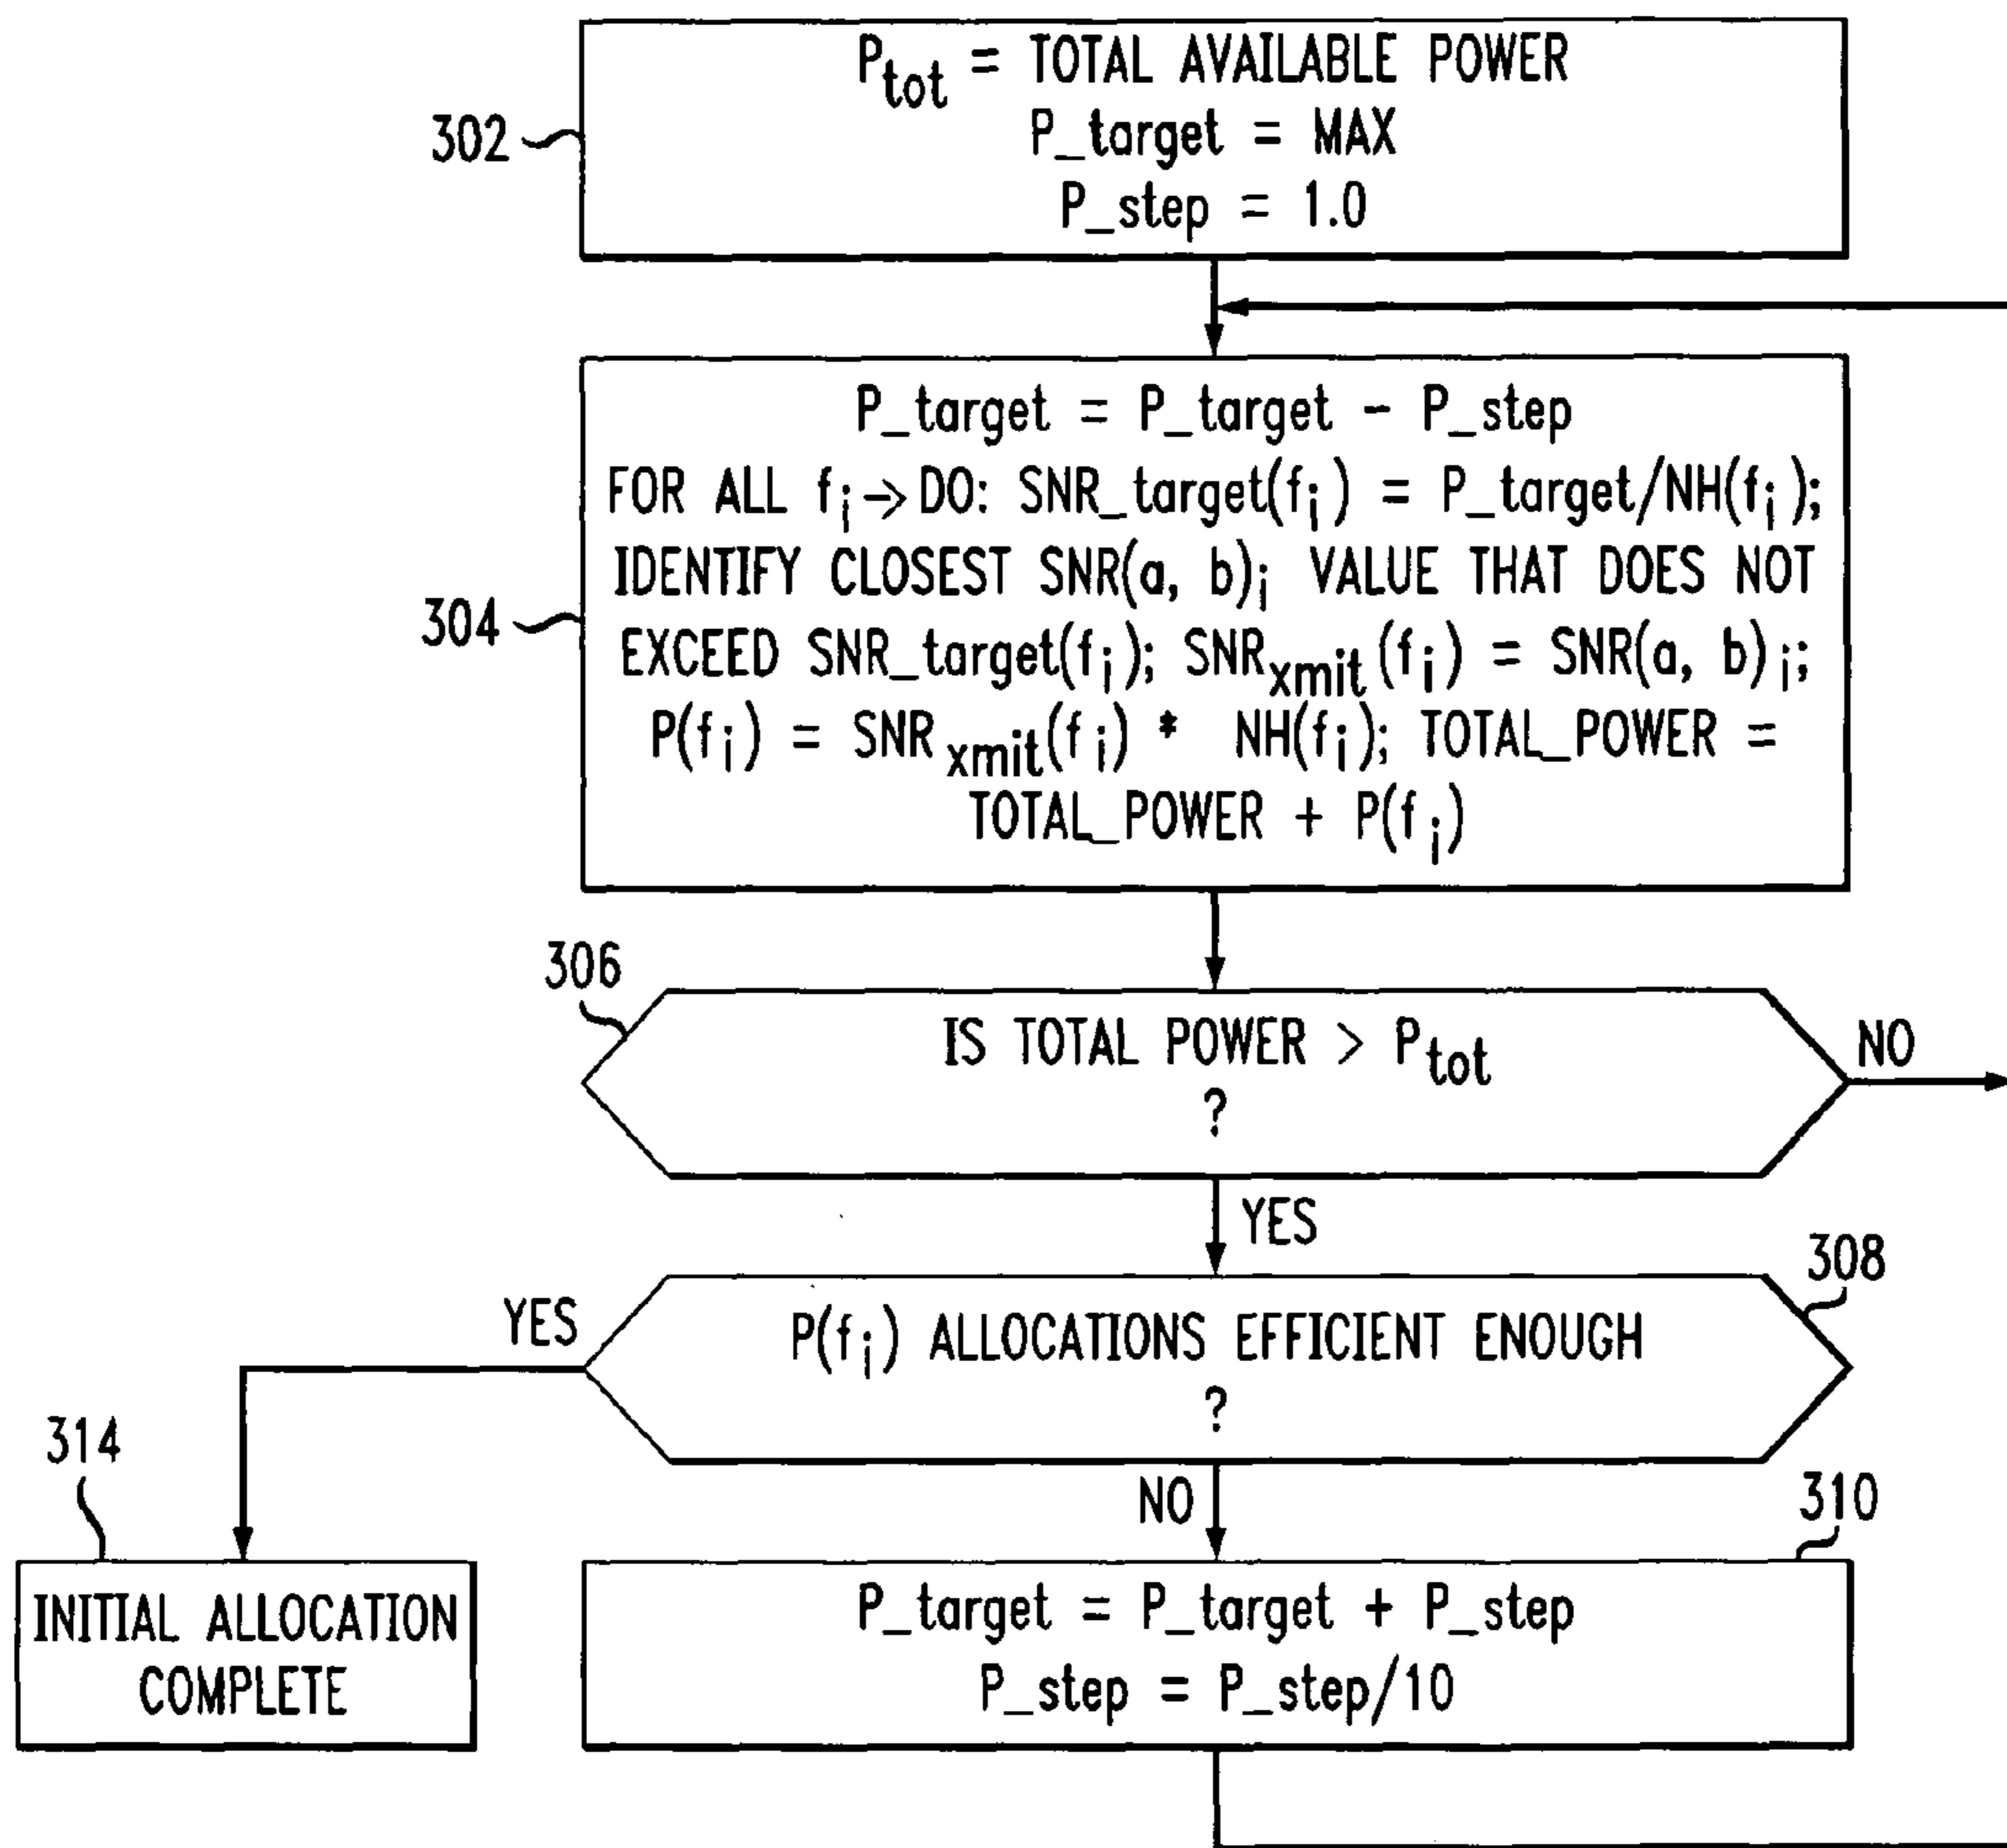 P_tot = TOTAL AVAILABLE POWER
P_target = MAX
P_step = 1.0
302
P_target = P_target - P_step
FOR ALL f_i → DO: SNR_target(f_i) = P_target/NH(f_i);
IDENTIFY CLOSEST SNR(a, b)_i VALUE THAT DOES NOT
EXCEED SNR_target(f_i); SNR_xmit (f_i) = SNR(a, b)_i;
P(f_i) = SNR_xmit(f_i) * NH(f_i); TOTAL_POWER =
TOTAL_POWER + P(f_i)
304
306
IS TOTAL POWER > P_tot
?
NO
YES
308
P(f_i) ALLOCATIONS EFFICIENT ENOUGH
?
YES
NO
314
INITIAL ALLOCATION
COMPLETE
310
P_target = P_target + P_step
P_step = P_step/10